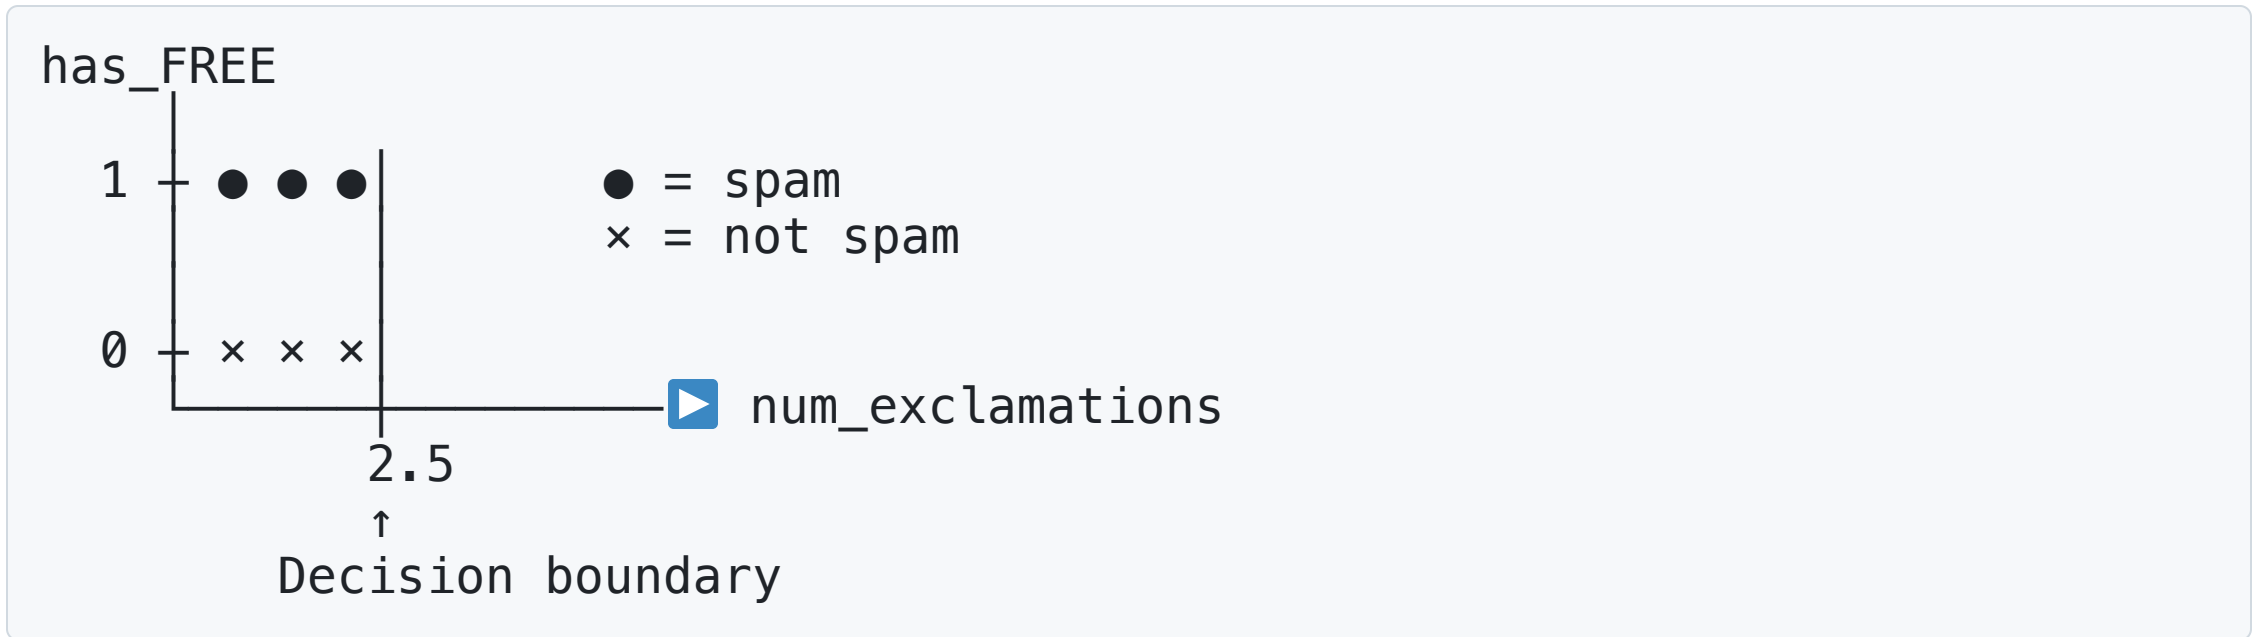 has_FREE
1 ● ● ● ● = spam
× = not spam
0 × × ×
▶ num_exclamations
2.5
↑
Decision boundary